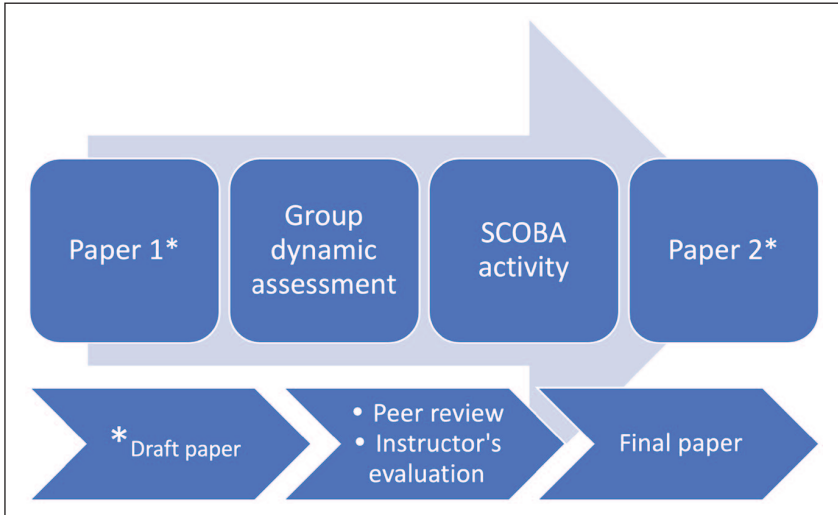 Paper 1*
Group
dynamic
assessment
SCOBA
activity
Paper 2*
*Draft paper
• Peer review
• Instructor's
evaluation
Final paper